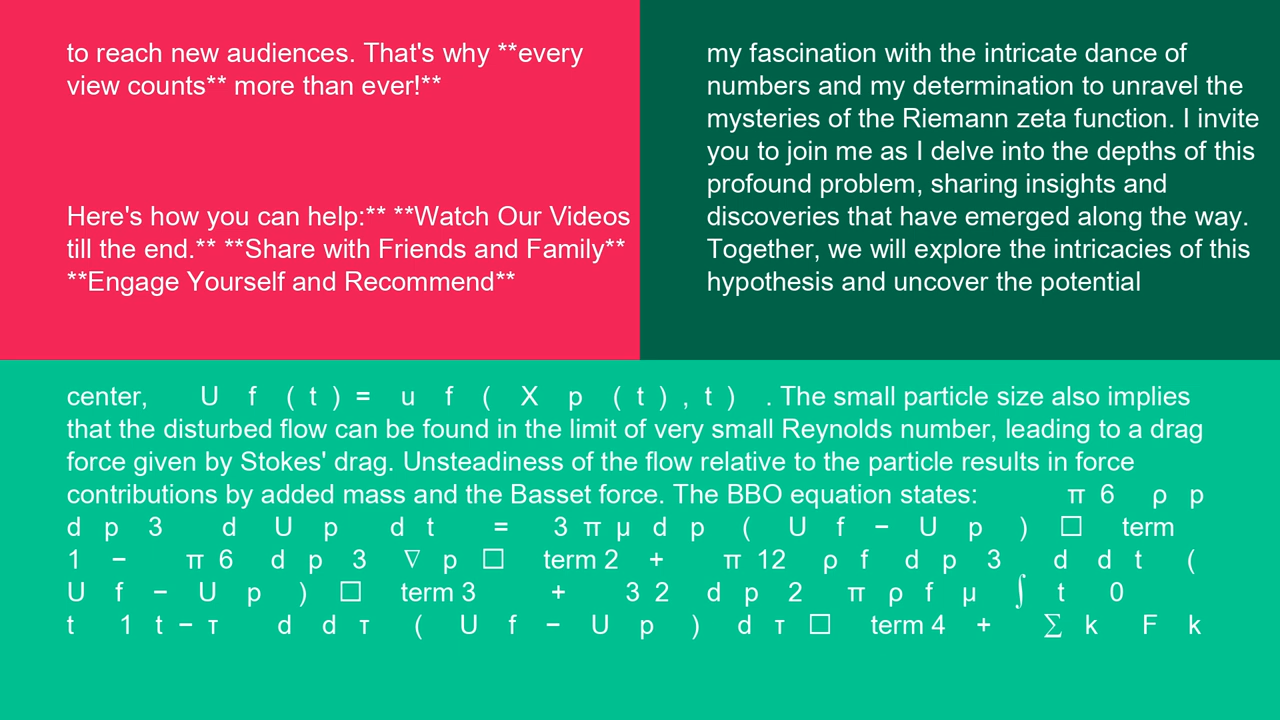 to reach new audiences. That's why **every
view counts** more than ever!**
Here's how you can help:** **Watch Our Videos
till the end.** **Share with Friends and Family**
**Engage Yourself and Recommend**
my fascination with the intricate dance of
numbers and my determination to unravel the
mysteries of the Riemann zeta function. I invite
you to join me as I delve into the depths of this
profound problem, sharing insights and
discoveries that have emerged along the way.
Together, we will explore the intricacies of this
hypothesis and uncover the potential
center, U f ( t ) = u f ( X p ( t ) , t ) . The small particle size also implies
that the disturbed flow can be found in the limit of very small Reynolds number, leading to a drag
force given by Stokes' drag. Unsteadiness of the flow relative to the particle results in force
contributions by added mass and the Basset force. The BBO equation states: π 6 ρ p
d p 3 d U p d t = 3 π μ d p ( U f − U p ) □ term
1 − π 6 d p 3 ∇ p □ term 2 + π 12 ρ f d p 3 d d t (
U f − U p ) □ term 3 + 3 2 d p 2 π ρ f μ ∫ t 0
t 1 t − τ d d τ ( U f − U p ) d τ □ term 4 + ∑ k F k